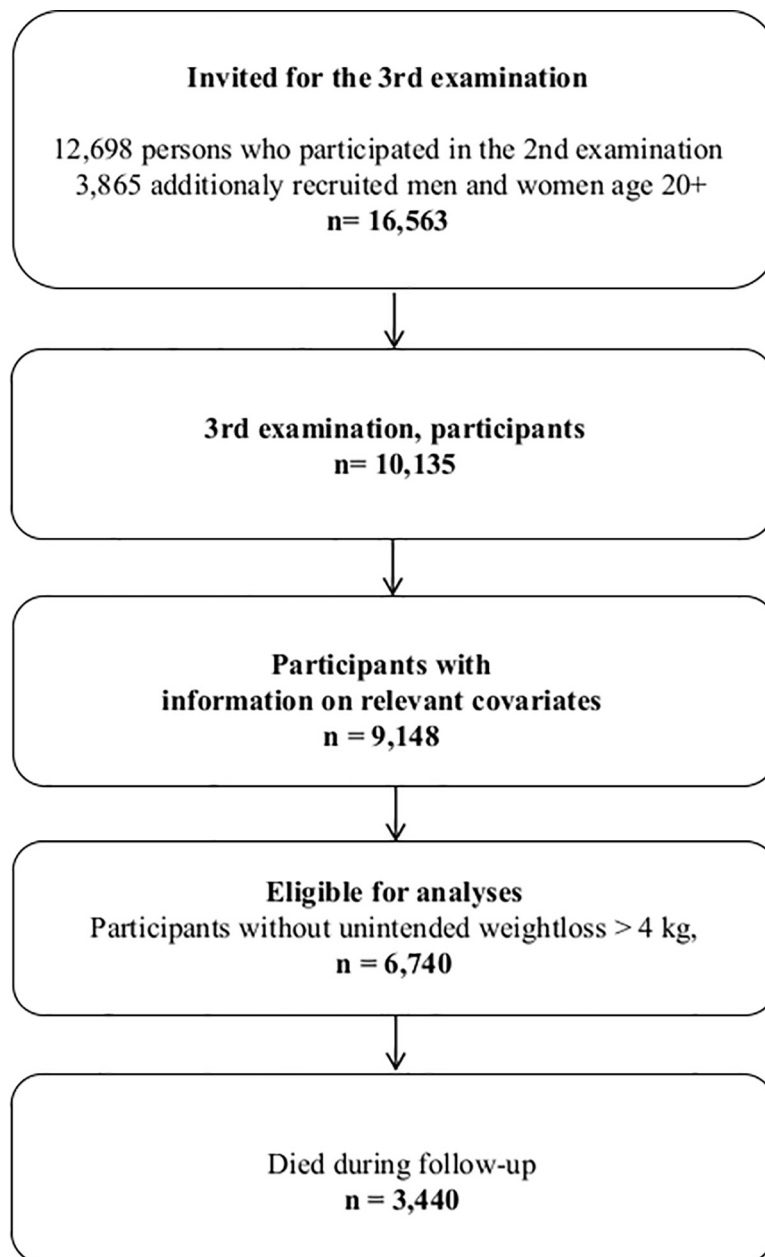 Invited for the 3rd examination
12,698 persons who participated in the 2nd examination
3,865 additionaly recruited men and women age 20+
n= 16,563
3rd examination, participants
n= 10,135
Participants with
information on relevant covariates
n = 9,148
Eligible for analyses
Participants without unintended weightloss > 4 kg,
n = 6,740
Died during follow-up
n = 3,440